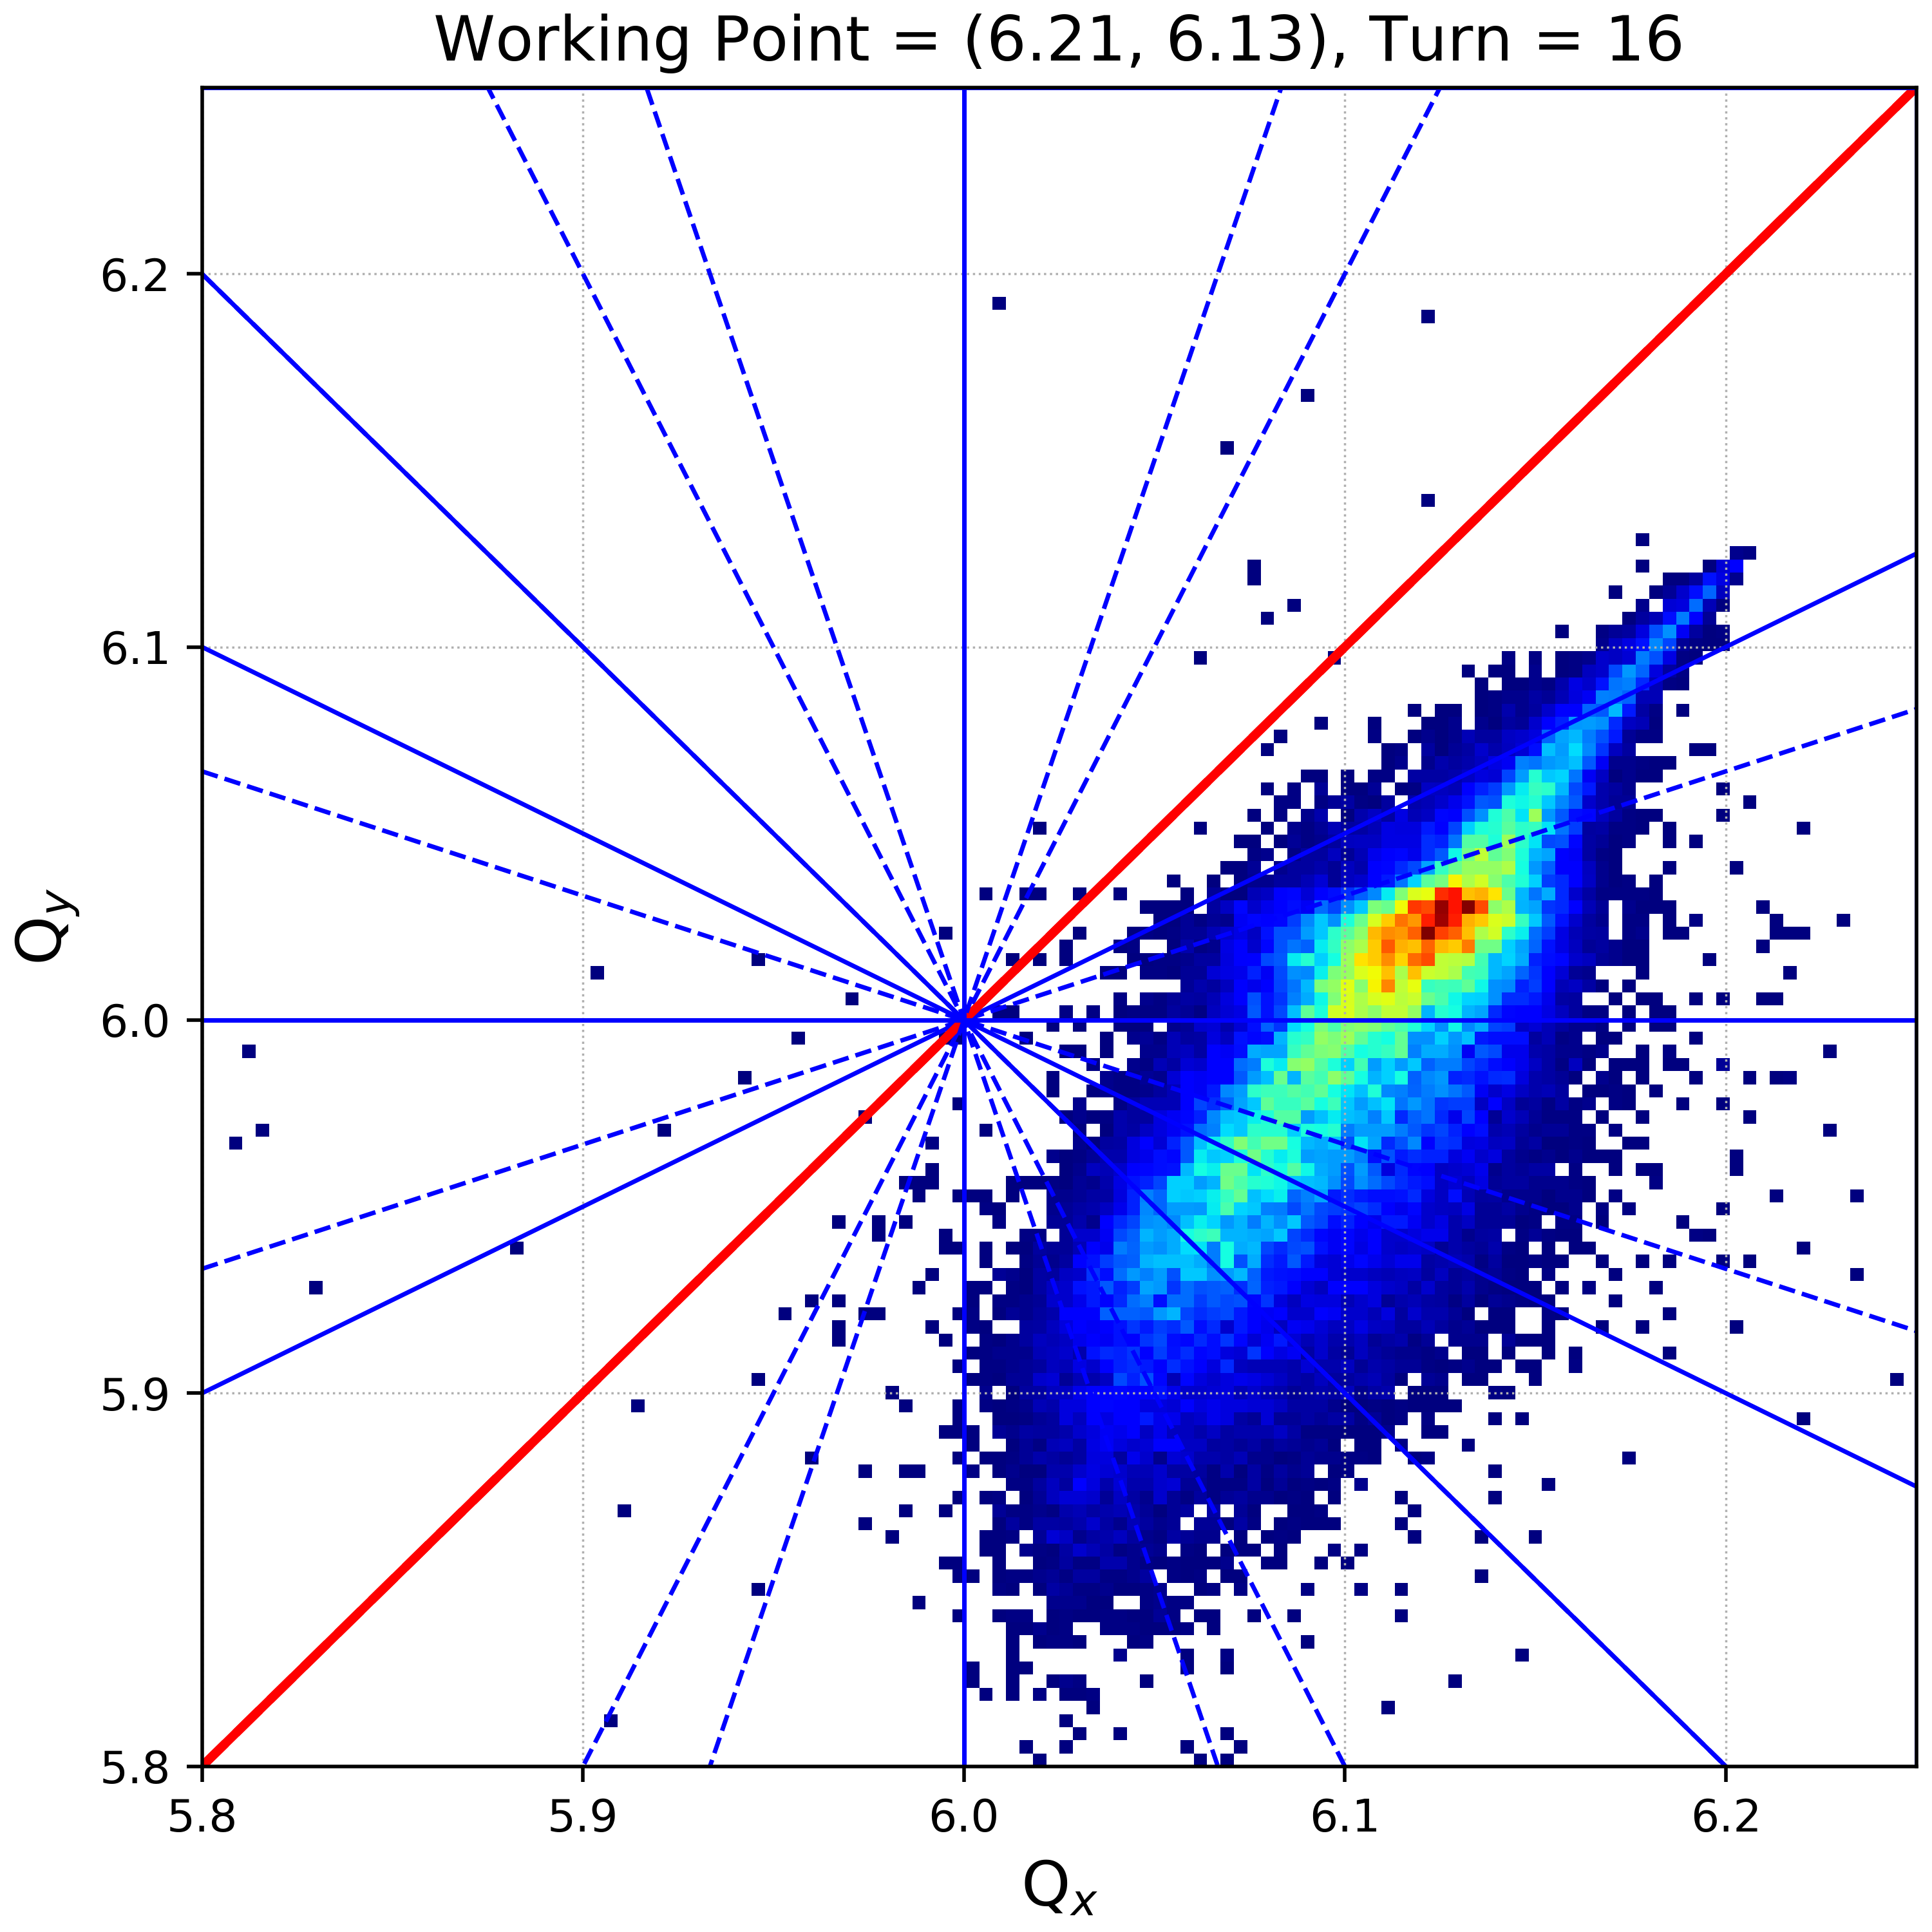 Working Point = (6.21, 6.13), Turn = 16
6.2
6.1
6.0
5.9
5.8
Qy
5.8 5.9 6.0 6.1 6.2
Qx